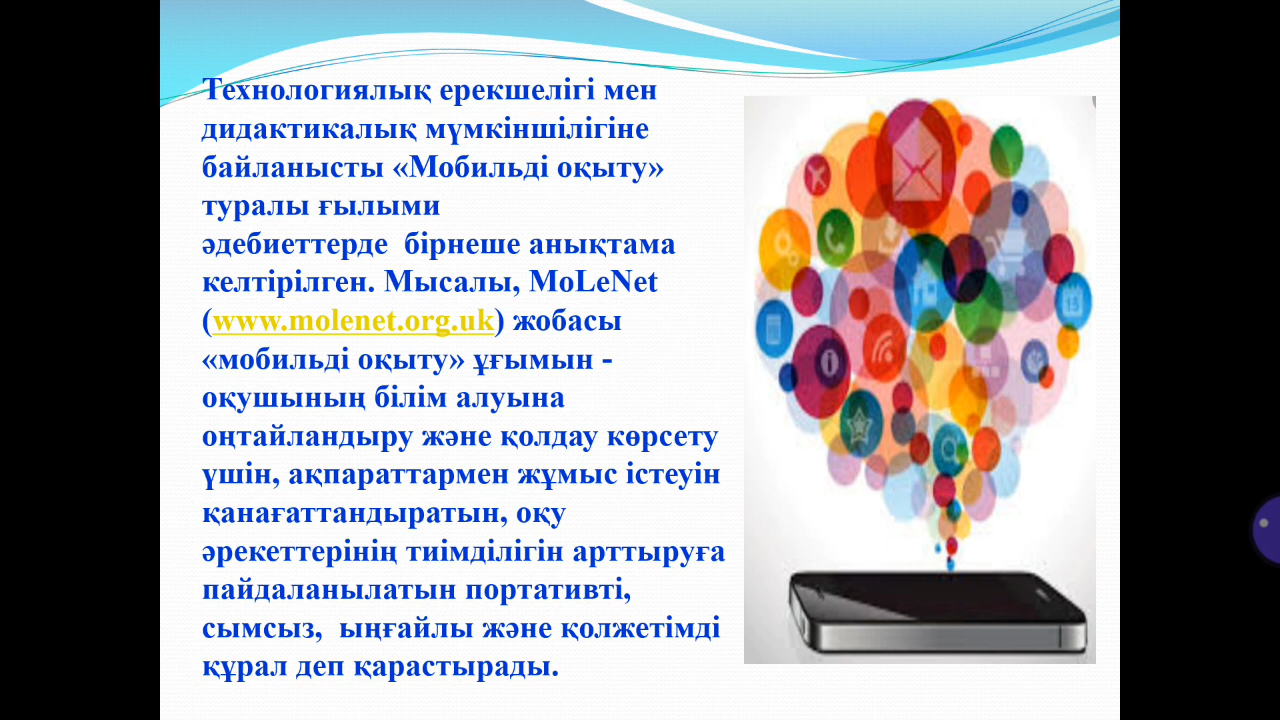 Технологиялық ерекшелігі мен
дидактикалық мүмкіншілігіне
байланысты «Мобильді оқыту»
туралы ғылыми
әдебиеттерде  бірнеше анықтама
келтірілген. Мысалы, MoLeNet
(www.molenet.org.uk) жобасы
«мобильді оқыту» ұғымын -
оқушының білім алуына
оңтайландыру және қолдау көрсету
үшін, ақпараттармен жұмыс істеуін
қанағаттандыратын, оқу
әрекеттерінің тиімділігін арттыруға
пайдаланылатын портативті,
сымсыз,  ыңғайлы және қолжетімді
құрал деп қарастырады.
15